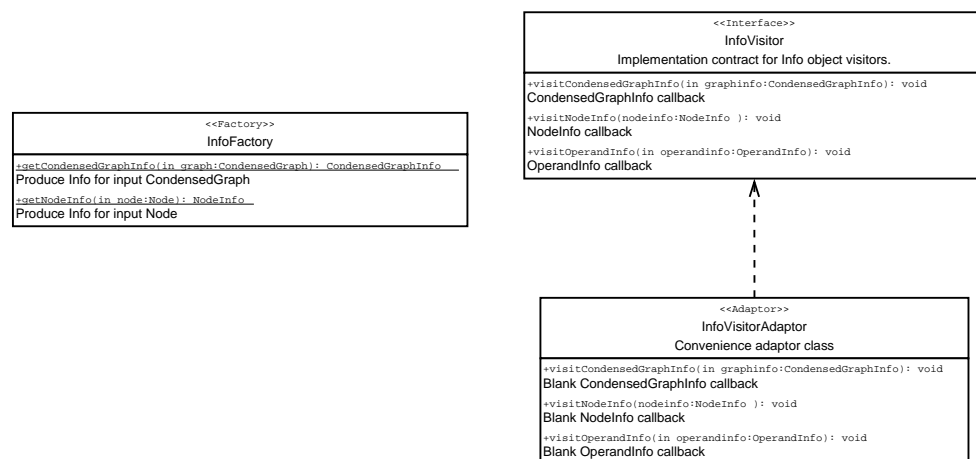 <<Factory>>
InfoFactory
+getCondensedGraphInfo(in graph:CondensedGraph): CondensedGraphInfo
Produce Info for input CondensedGraph
+getNodeInfo(in node:Node): NodeInfo
Produce Info for input Node
<<Interface>>
InfoVisitor
Implementation contract for Info object visitors.
+visitCondensedGraphInfo(in graphinfo:CondensedGraphInfo): void
CondensedGraphInfo callback
+visitNodeInfo(nodeinfo:NodeInfo ): void
NodeInfo callback
+visitOperandInfo(in operandinfo:OperandInfo): void
OperandInfo callback
<<Adaptor>>
InfoVisitorAdaptor
Convenience adaptor class
+visitCondensedGraphInfo(in graphinfo:CondensedGraphInfo): void
Blank CondensedGraphInfo callback
+visitNodeInfo(nodeinfo:NodeInfo ): void
Blank NodeInfo callback
+visitOperandInfo(in operandinfo:OperandInfo): void
Blank OperandInfo callback